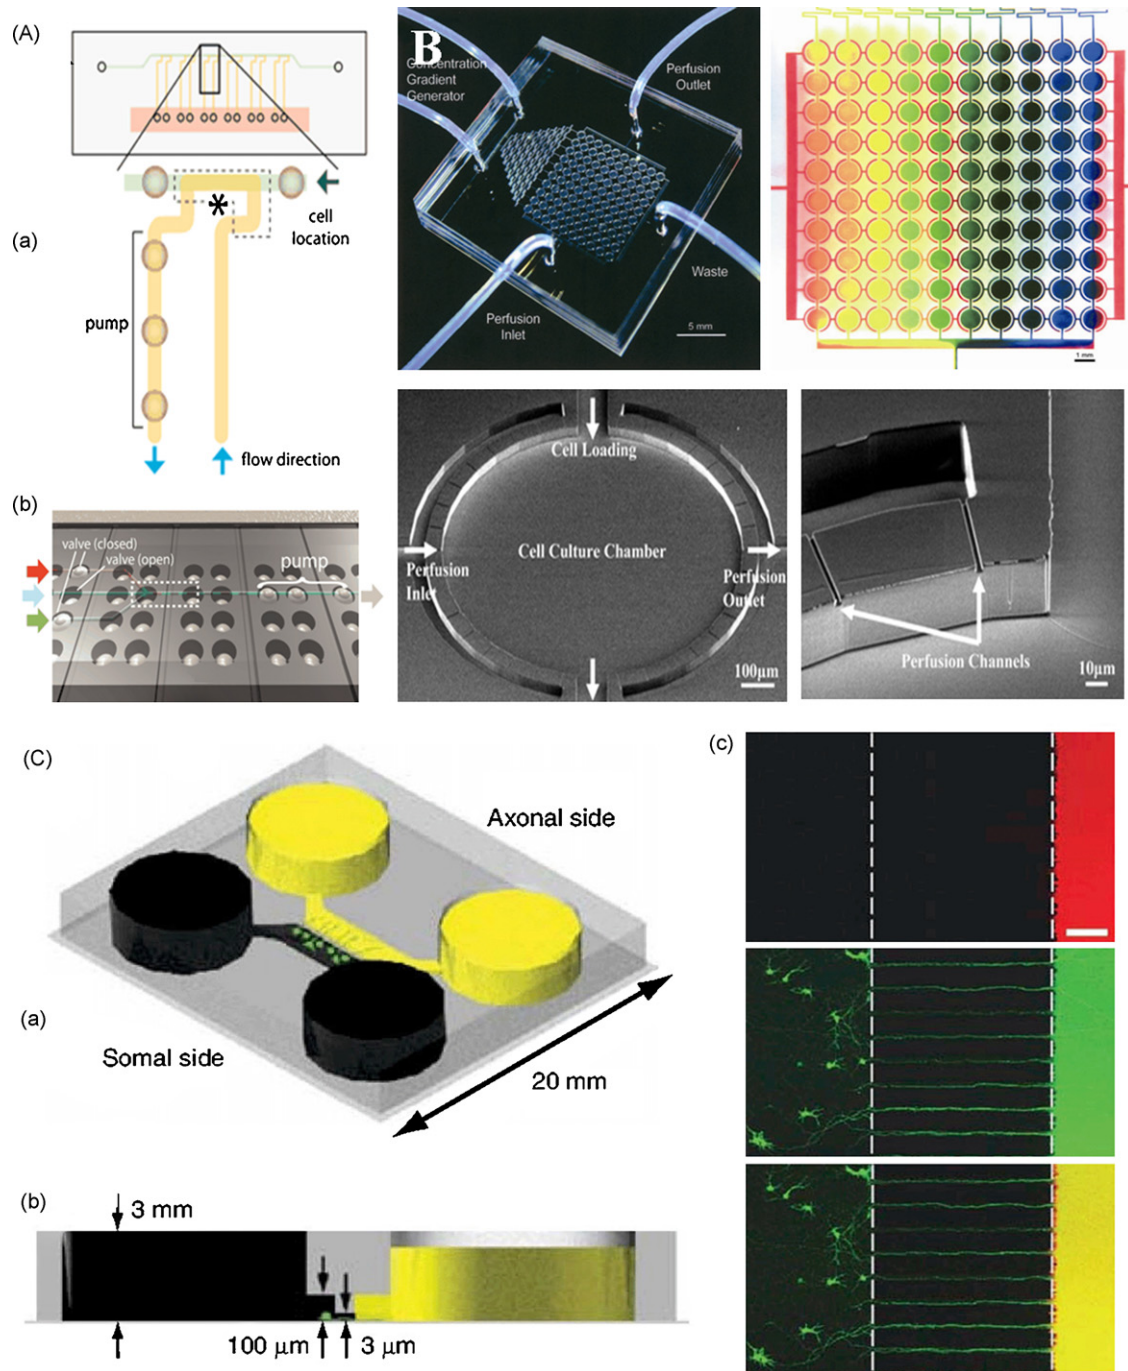 (A)
cell
location
(a)
pump
flow direction
(b)
valve (closed)
valve (open)
pump
B
Concentration
Gradient
Generator
Perfusion
Outlet
Waste
Perfusion
Inlet
5 mm
1 mm
Cell Loading
Cell Culture Chamber
Perfusion
Inlet
Perfusion
Outlet
100µm
Perfusion Channels
10µm
(C)
Axonal side
(a)
Somal side
20 mm
(b)
3 mm
100 µm
3 µm
(c)